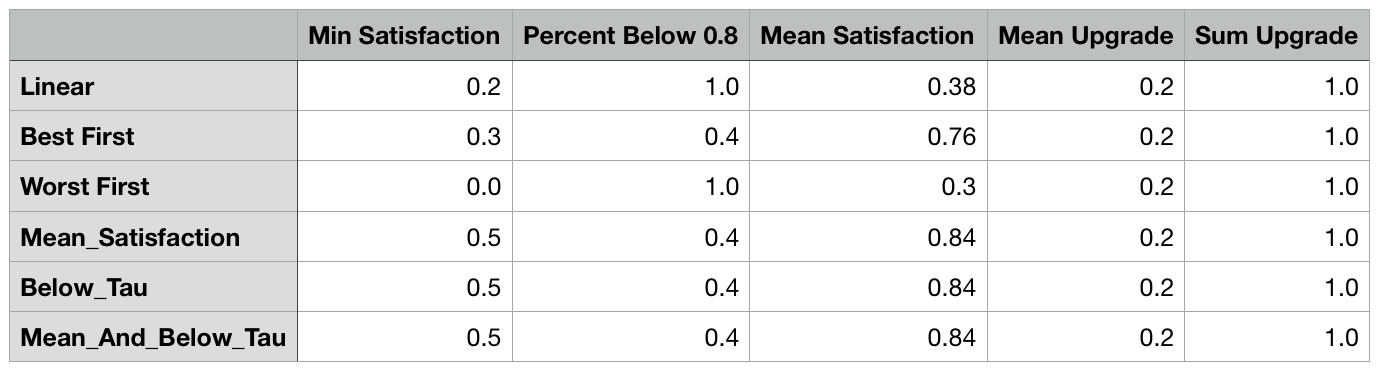 Min Satisfaction Percent Below 0.8 Mean Satisfaction Mean Upgrade Sum Upgrade
Linear 0.2 1.0 0.38 0.2 1.0
Best First 0.3 0.4 0.76 0.2 1.0
Worst First 0.0 1.0 0.3 0.2 1.0
Mean_Satisfaction 0.5 0.4 0.84 0.2 1.0
Below_Tau 0.5 0.4 0.84 0.2 1.0
Mean_And_Below_Tau 0.5 0.4 0.84 0.2 1.0